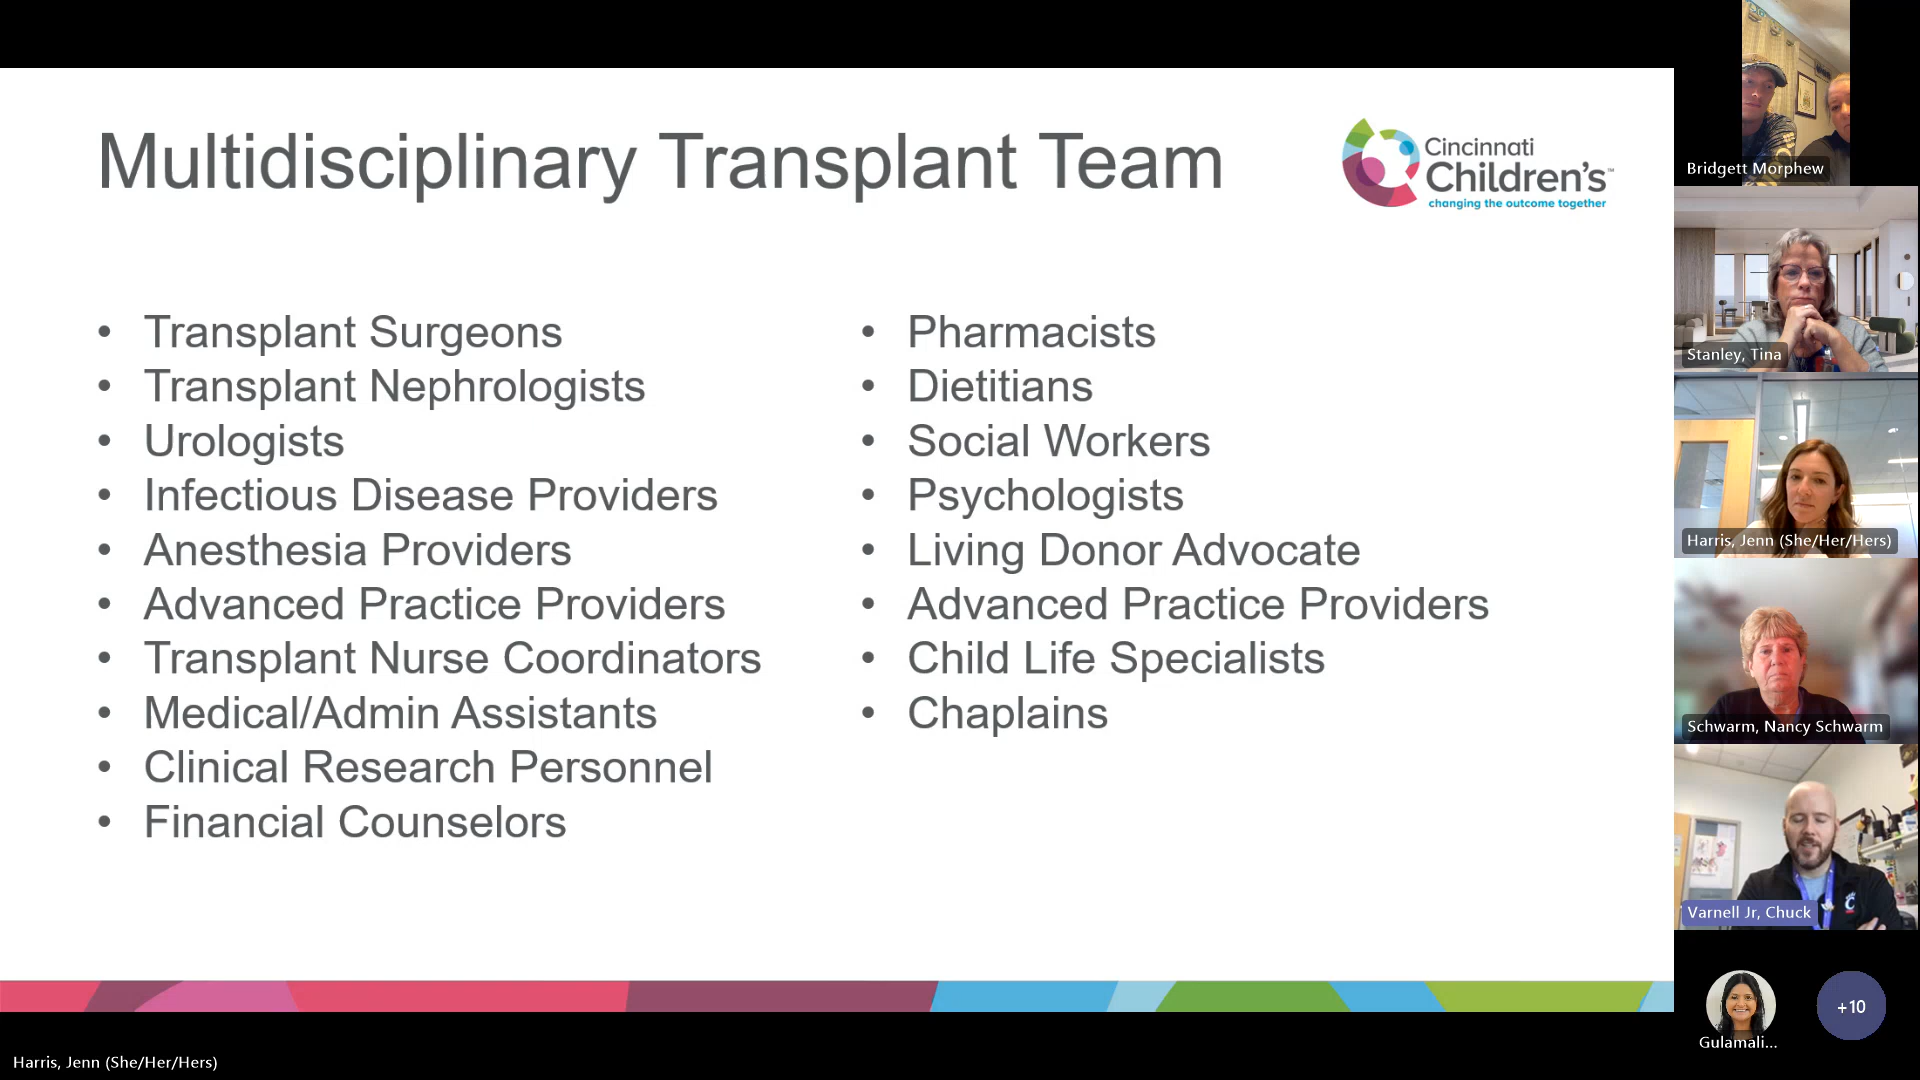 Multidisciplinary Transplant Team
Cincinnati
Children's™
changing the outcome together
• Transplant Surgeons
• Transplant Nephrologists
• Urologists
• Infectious Disease Providers
• Anesthesia Providers
• Advanced Practice Providers
• Transplant Nurse Coordinators
• Medical/Admin Assistants
• Clinical Research Personnel
• Financial Counselors
• Pharmacists
• Dietitians
• Social Workers
• Psychologists
• Living Donor Advocate
• Advanced Practice Providers
• Child Life Specialists
• Chaplains
Bridgett Morphew
Stanley, Tina
Harris, Jenn (She/Her/Hers)
Schwarm, Nancy Schwarm
C
Varnell Jr, Chuck
Gulamali...
+10
Harris, Jenn (She/Her/Hers)